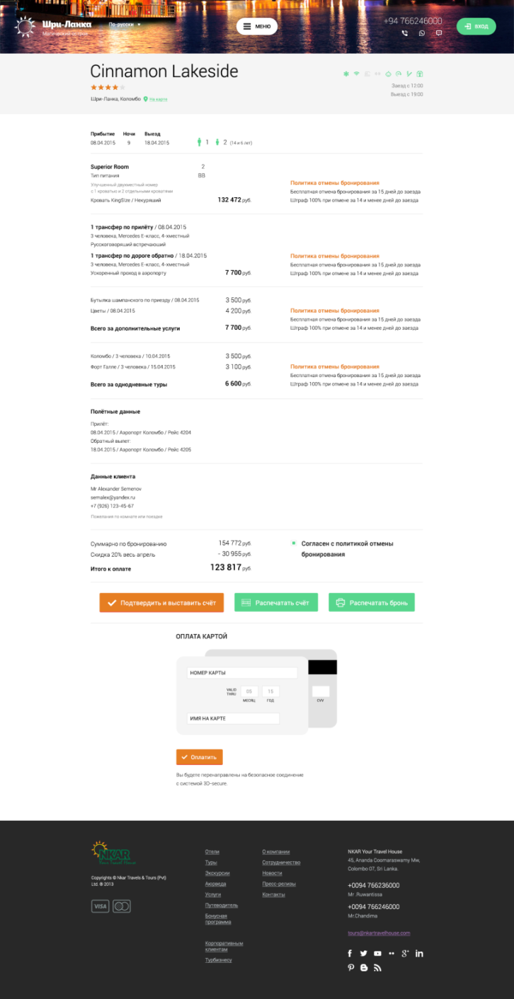 Шри-Ланка
Магический остров
По-русски
МЕНЮ
+94 766246000
ВХОД
Cinnamon Lakeside
Шри-Ланка, Коломбо
На карте
Заезд с 12:00
Выезд с 19:00
Прибытие Ночи Выезд
08.04.2015 9 18.04.2015 1 2 (14 и 6 лет)
Superior Room 2
Тип питания BB
Улучшенный двухместный номер
с 1 кроватью и 2 отдельными кроватями
Кровать KingSize / Некуряший 132 472 руб.
Политика отмены бронирования
Бесплатная отмена бронирования за 15 дней до заезда
Штраф 100% при отмене за 14 и менее дней до заезда
1 трансфер по прилёту / 08.04.2015
3 человека, Mercedes E-класс, 4-хместный
Русскоговорящий встречающий
1 трансфер по дороге обратно / 18.04.2015
3 человека, Mercedes E-класс, 4-хместный
Ускоренный проход в аэропорту 7 700 руб.
Политика отмены бронирования
Бесплатная отмена бронирования за 15 дней до заезда
Штраф 100% при отмене за 14 и менее дней до заезда
Бутылка шампанского по приезду / 08.04.2015 3 500 руб.
Цветы / 08.04.2015 4 200 руб.
Всего за дополнительные услуги 7 700 руб.
Политика отмены бронирования
Бесплатная отмена бронирования за 15 дней до заезда
Штраф 100% при отмене за 14 и менее дней до заезда
Коломбо / 3 человека / 10.04.2015 3 500 руб.
Форт Галле / 3 человека / 15.04.2015 3 100 руб.
Всего за однодневные туры 6 600 руб.
Политика отмены бронирования
Бесплатная отмена бронирования за 15 дней до заезда
Штраф 100% при отмене за 14 и менее дней до заезда
Полётные данные
Прилёт:
08.04.2015 / Аэропорт Коломбо / Рейс 4204
Обратный вылет:
18.04.2015 / Аэропорт Коломбо / Рейс 4205
Данные клиента
Mr Alexander Semenov
semalex@yandex.ru
+7 (926) 123-45-67
Пожелания по комнате или поездке
Суммарно по бронированию 154 772 руб.
Скидка 20% весь апрель - 30 955 руб.
Итого к оплате 123 817 руб.
Согласен с политикой отмены
бронирования
Подтвердить и выставить счёт
Распечатать счёт
Распечатать бронь
ОПЛАТА КАРТОЙ
НОМЕР КАРТЫ
VALID
THRU
05 15
МЕСЯЦ ГОД
CVV
ИМЯ НА КАРТЕ
Оплатить
Вы будете перенаправлены на безопасное соединение
с системой 3D-secure.
NKAR
Your Travel House
Copyrights © Nkar Travels & Tours (Pvt)
Ltd. ® 2013
VISA
Отели
Туры
Экскурсии
Аюрведа
Услуги
Путеводитель
Бонусная
программа
Корпоративным
клиентам
Турбизнесу
О компании
Сотрудничество
Новости
Пресс-релизы
Контакты
NKAR Your Travel House
45, Ananda Coomaraswamy Mw,
Colombo 07, Sri Lanka.
+0094 766236000
Mr .Ruwantissa
+0094 766246000
Mr.Chandima
tours@nkartravelhouse.com